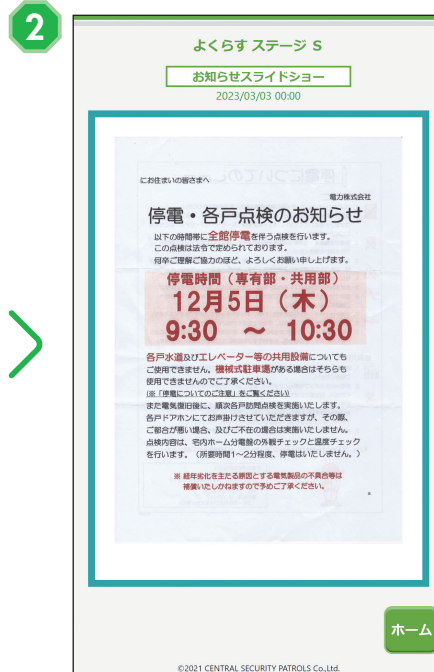 2
よくらす ステージ S
お知らせスライドショー
2023/03/03 00:00
にお住まいの皆さまへ
電力株式会社
停電・各戸点検のお知らせ
以下の時間帯に全館停電を伴う点検を行います。
この点検は法令で定められております。
何卒ご理解ご協力のほど、よろしくお願い申し上げます。
停電時間（専有部・共用部）
12月5日（木）
9:30 ～ 10:30
各戸水道及びエレベーター等の共用設備についても
ご使用できません。機械式駐車場がある場合はそちらも
使用できませんのでご了承ください。
（※「停電についてのご注意」をご覧ください）
また電気復旧後に、順次各戸訪問点検を実施いたします。
各戸ドアホンにてお声掛けさせていただきますが、その際、
ご都合が悪い場合、及びご不在の場合は実施いたしません。
点検内容は、宅内ホーム分電盤の外観チェックと温度チェック
を行います。（所要時間1～2分程度、停電はいたしません。）
※ 経年劣化を主たる原因とする電気製品の不具合等は
補償いたしかねますので予めご了承ください。
ホーム
©2021 CENTRAL SECURITY PATROLS Co.,Ltd.